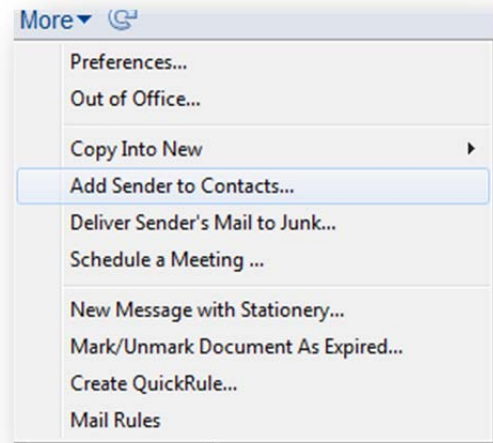 More
Preferences...
Out of Office...
Copy Into New
Add Sender to Contacts...
Deliver Sender's Mail to Junk...
Schedule a Meeting ...
New Message with Stationery...
Mark/Unmark Document As Expired...
Create QuickRule...
Mail Rules